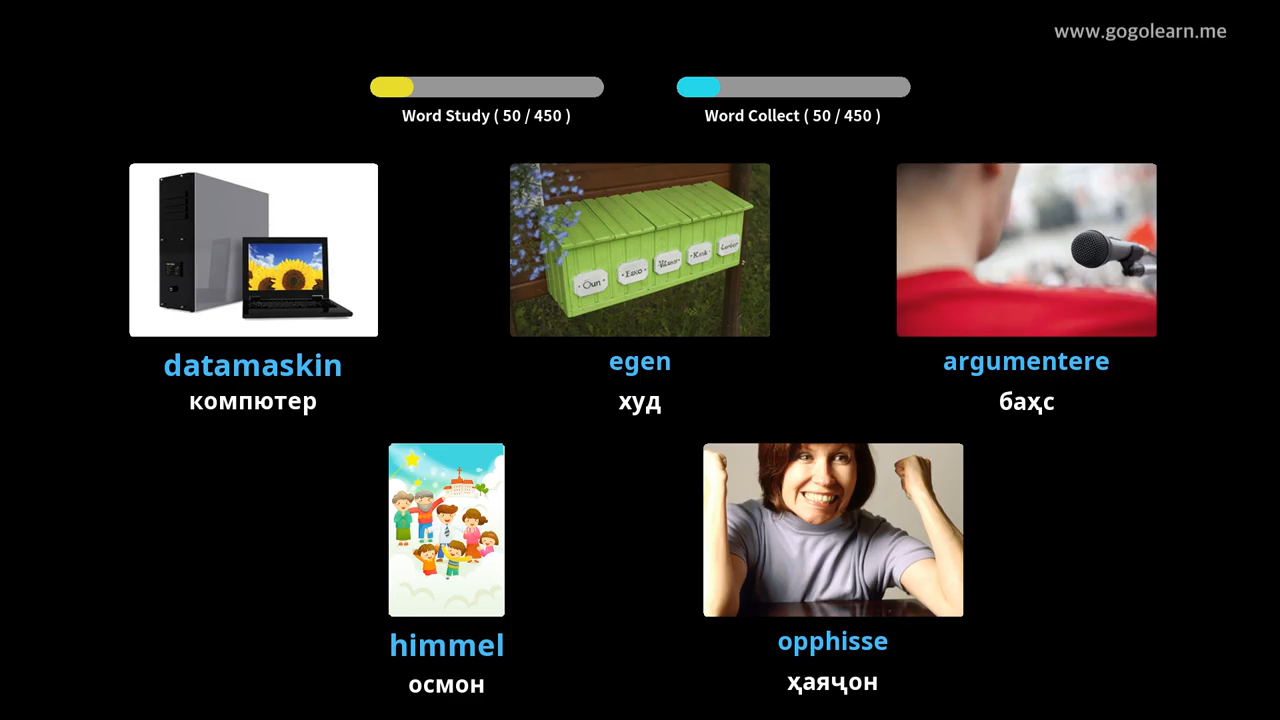 www.gogolearn.me
Word Study ( 50 / 450 )
Word Collect ( 50 / 450 )
datamaskin
компютер
egen
худ
argumentere
баҳс
himmel
осмон
opphisse
ҳаяҷон